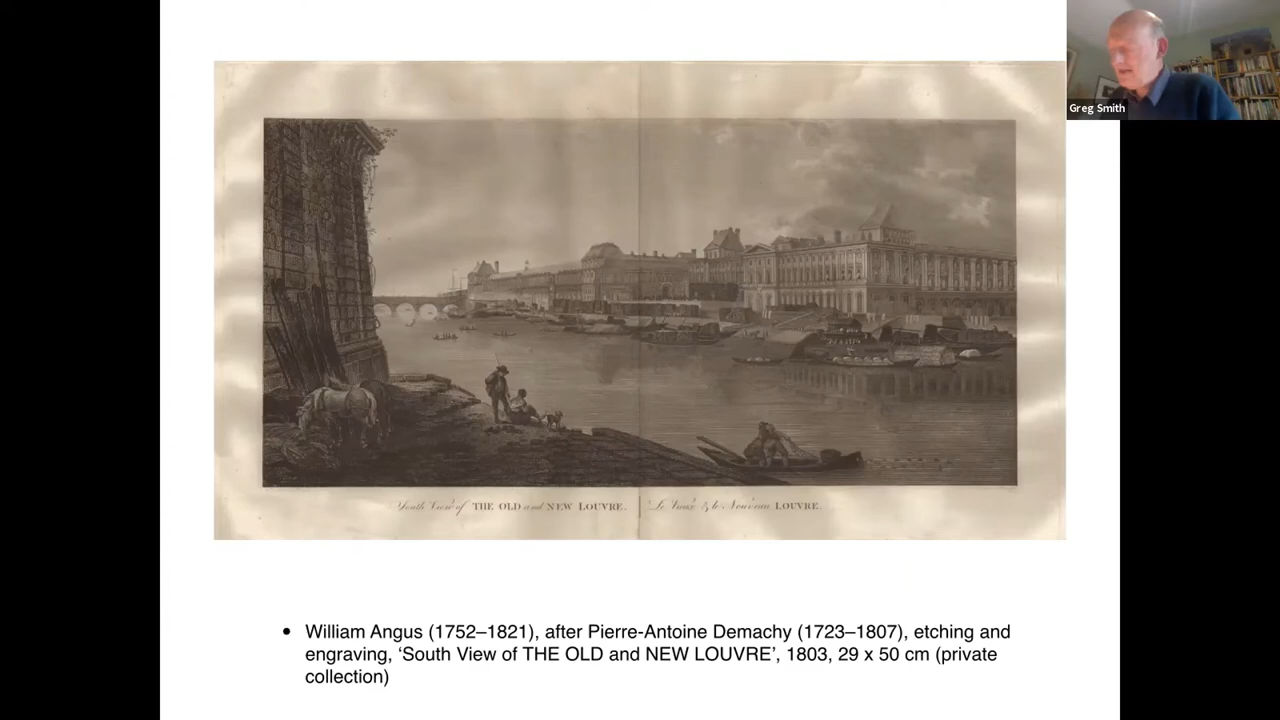 Greg Smith
South View of THE OLD and NEW LOUVRE. Le Vieux & le Nouveau LOUVRE.
• William Angus (1752–1821), after Pierre-Antoine Demachy (1723–1807), etching and
engraving, ‘South View of THE OLD and NEW LOUVRE’, 1803, 29 x 50 cm (private
collection)